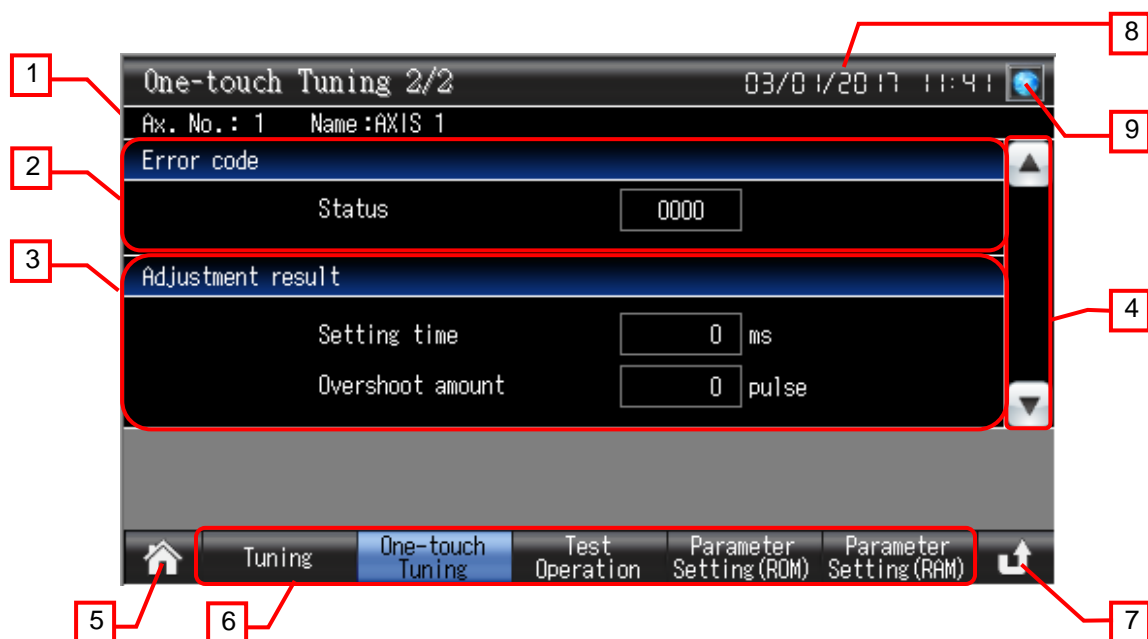 8
1
One-touch Tuning 2/2 03/01/2017 11:41
Ax. No.: 1 Name:AXIS 1
9
Error code
2
Status 0000
3
Adjustment result
4
Setting time 0 ms
Overshoot amount 0 pulse
Tuning
One-touch
Tuning
Test
Operation
Parameter
Setting(ROM)
Parameter
Setting(RAM)
5
6
7